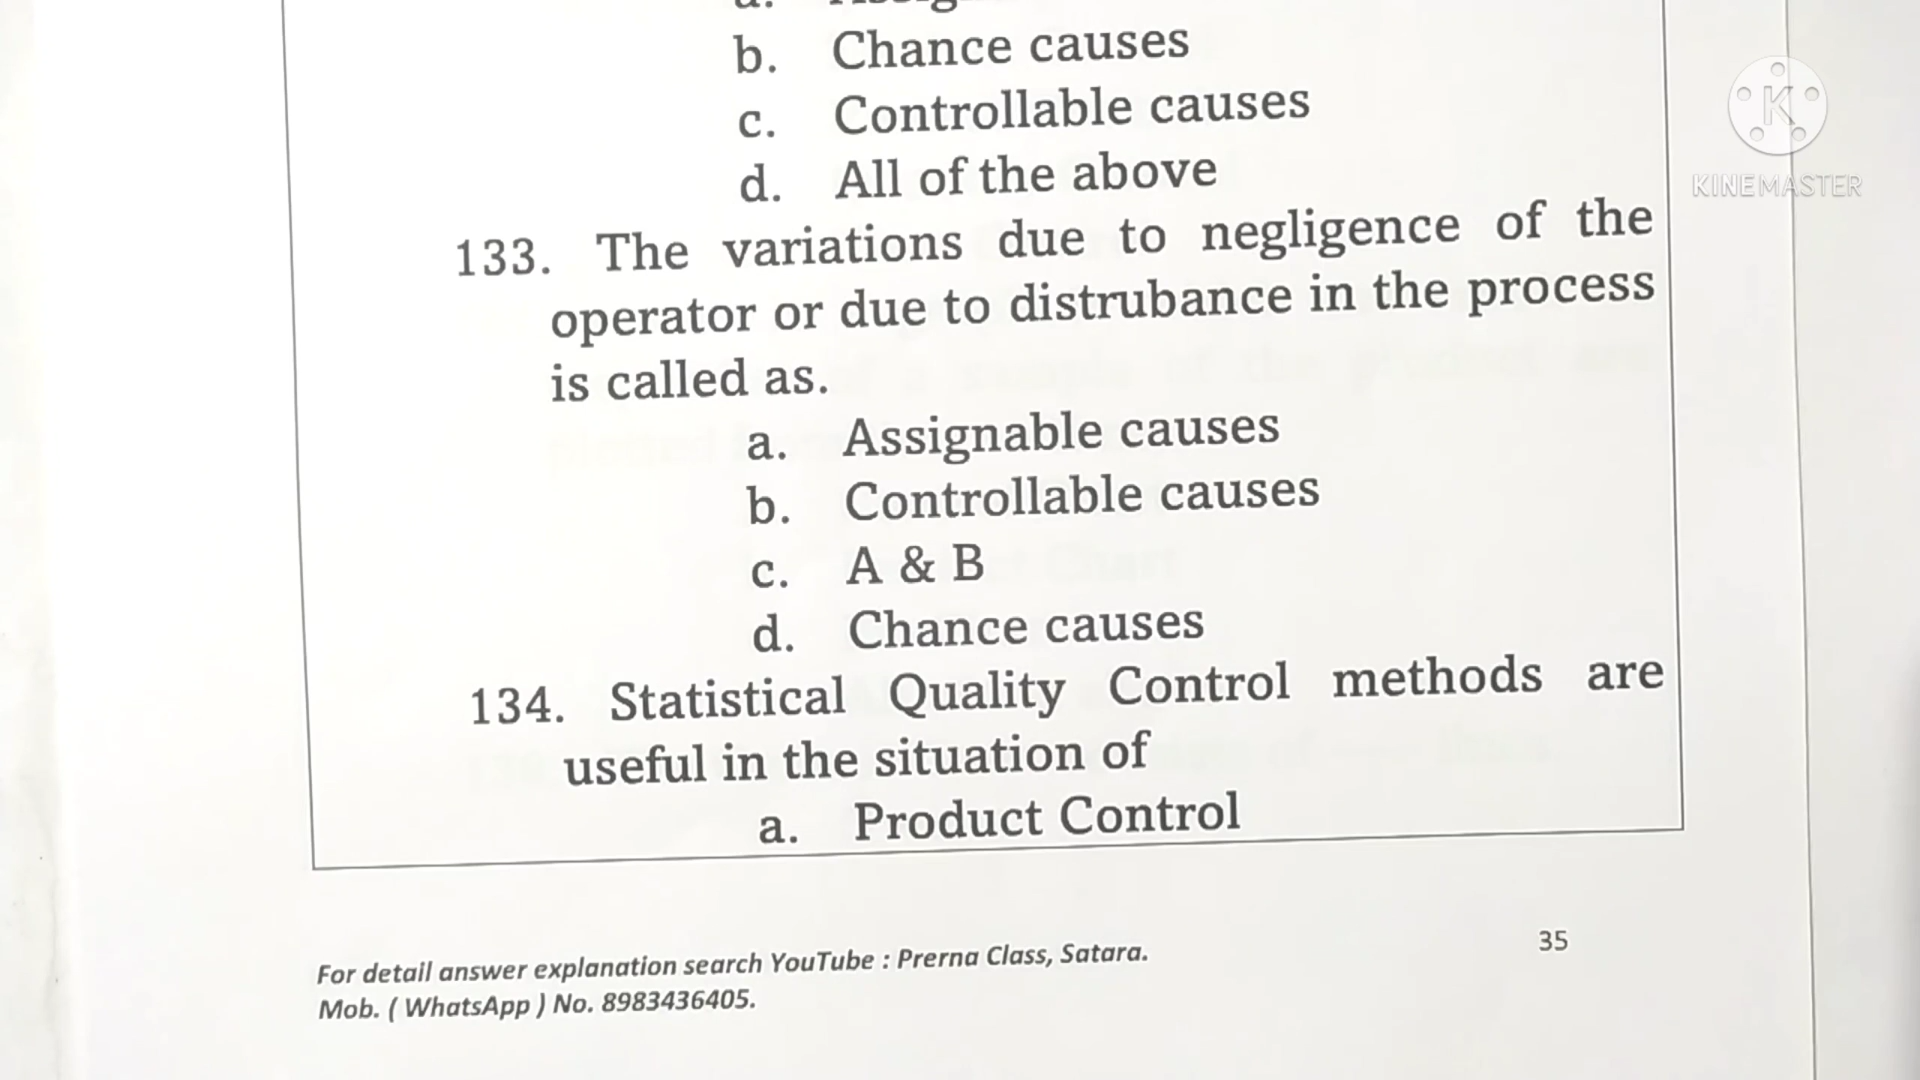 b. Chance causes
c. Controllable causes
d. All of the above
133. The variations due to negligence of the
operator or due to distrubance in the process
is called as.
a. Assignable causes
b. Controllable causes
c. A & B
d. Chance causes
134. Statistical Quality Control methods are
useful in the situation of
a. Product Control
For detail answer explanation search YouTube : Prerna Class, Satara.
Mob. ( WhatsApp ) No. 8983436405.
35
K
KINEMASTER